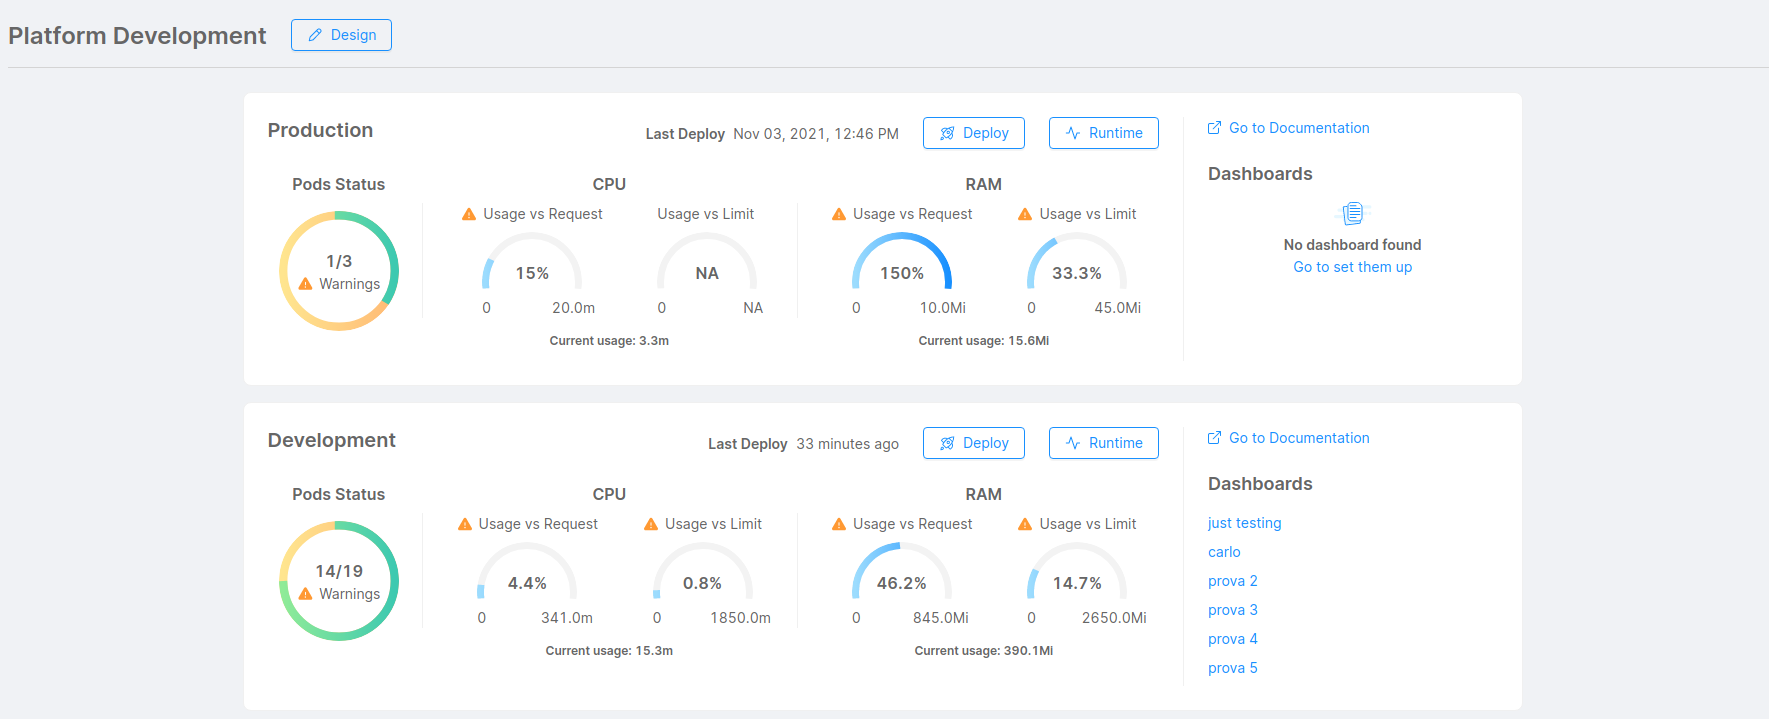 Platform Development
Design
Production
Last Deploy Nov 03, 2021, 12:46 PM
Deploy
Runtime
Pods Status
1/3
Warnings
CPU
Usage vs Request
15%
0 20.0m
Usage vs Limit
NA
0 NA
Current usage: 3.3m
RAM
Usage vs Request
150%
0 10.0Mi
Usage vs Limit
33.3%
0 45.0Mi
Current usage: 15.6Mi
Go to Documentation
Dashboards
No dashboard found
Go to set them up
Development
Last Deploy 33 minutes ago
Deploy
Runtime
Pods Status
14/19
Warnings
CPU
Usage vs Request
4.4%
0 341.0m
Usage vs Limit
0.8%
0 1850.0m
Current usage: 15.3m
RAM
Usage vs Request
46.2%
0 845.0Mi
Usage vs Limit
14.7%
0 2650.0Mi
Current usage: 390.1Mi
Go to Documentation
Dashboards
just testing
carlo
prova 2
prova 3
prova 4
prova 5